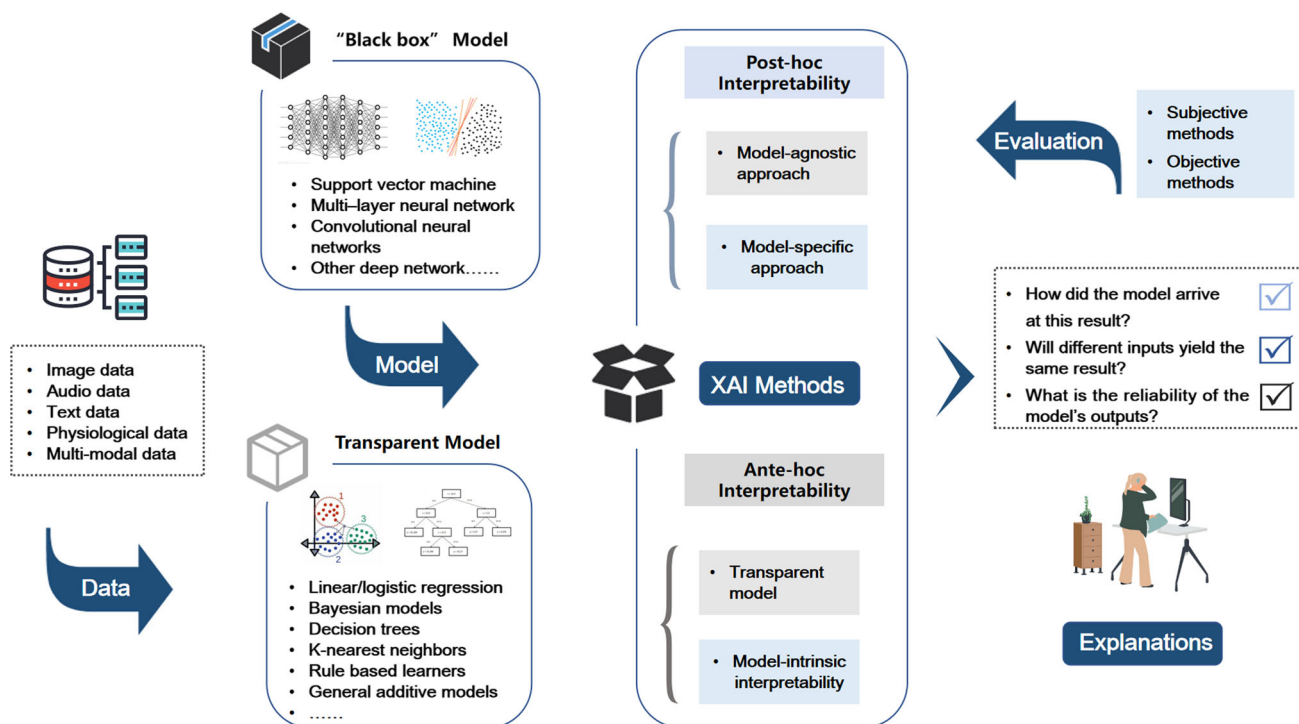 “Black box” Model
• Support vector machine
• Multi–layer neural network
• Convolutional neural
networks
• Other deep network……
• Image data
• Audio data
• Text data
• Physiological data
• Multi-modal data
Data
Model
Transparent Model
1
2
3
• Linear/logistic regression
• Bayesian models
• Decision trees
• K-nearest neighbors
• Rule based learners
• General additive models
• ……
Post-hoc
Interpretability
• Model-agnostic
approach
• Model-specific
approach
XAI Methods
Ante-hoc
Interpretability
• Transparent
model
• Model-intrinsic
interpretability
Evaluation
• Subjective
methods
• Objective
methods
• How did the model arrive
at this result?
• Will different inputs yield the
same result?
• What is the reliability of the
model’s outputs?
Explanations